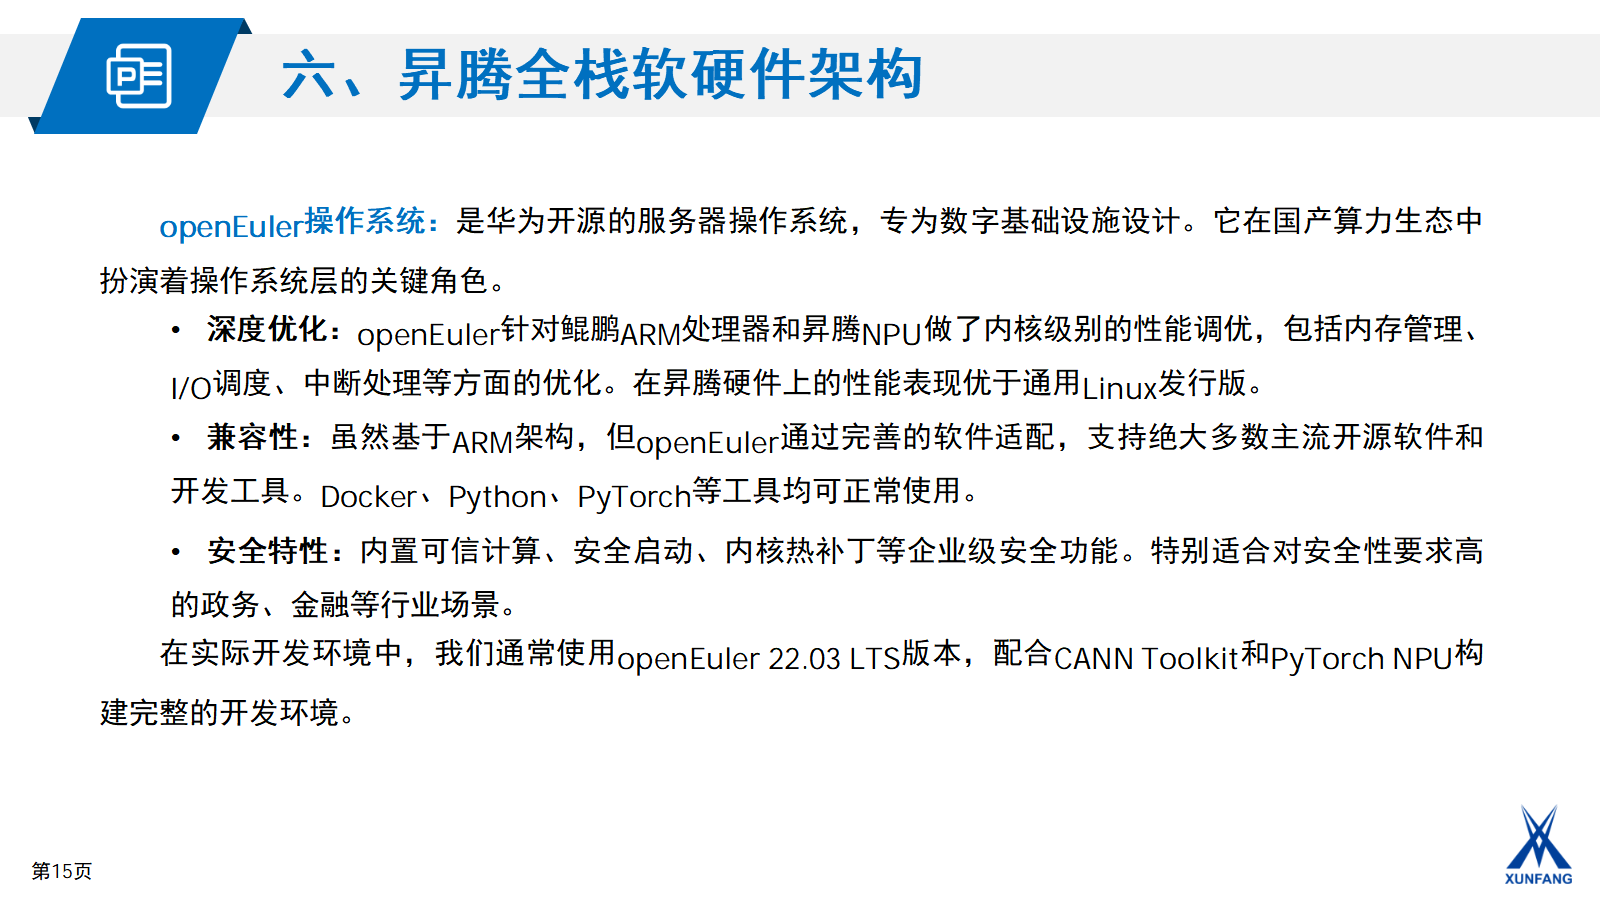 六、昇腾全栈软硬件架构
openEuler操作系统：是华为开源的服务器操作系统，专为数字基础设施设计。它在国产算力生态中
扮演着操作系统层的关键角色。
• 深度优化：openEuler针对鲲鹏ARM处理器和昇腾NPU做了内核级别的性能调优，包括内存管理、
I/O调度、中断处理等方面的优化。在昇腾硬件上的性能表现优于通用Linux发行版。
• 兼容性：虽然基于ARM架构，但openEuler通过完善的软件适配，支持绝大多数主流开源软件和
开发工具。Docker、Python、PyTorch等工具均可正常使用。
• 安全特性：内置可信计算、安全启动、内核热补丁等企业级安全功能。特别适合对安全性要求高
的政务、金融等行业场景。
在实际开发环境中，我们通常使用openEuler 22.03 LTS版本，配合CANN Toolkit和PyTorch NPU构
建完整的开发环境。
第15页
XUNFANG